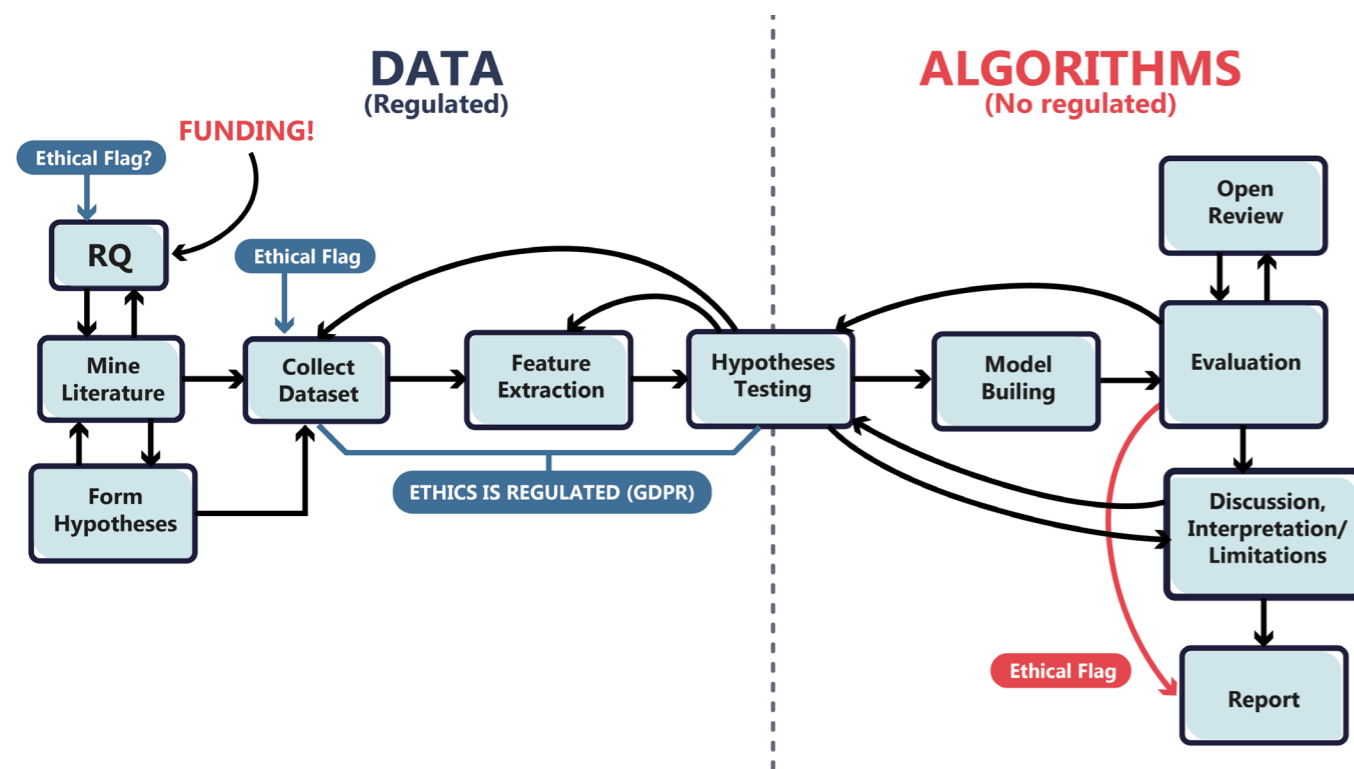 DATA
(Regulated)
ALGORITHMS
(No regulated)
FUNDING!
Ethical Flag?
RQ
Ethical Flag
Mine
Literature
Collect
Dataset
Feature
Extraction
Hypotheses
Testing
Model
Builing
Open
Review
Evaluation
Form
Hypotheses
ETHICS IS REGULATED (GDPR)
Discussion,
Interpretation/
Limitations
Ethical Flag
Report